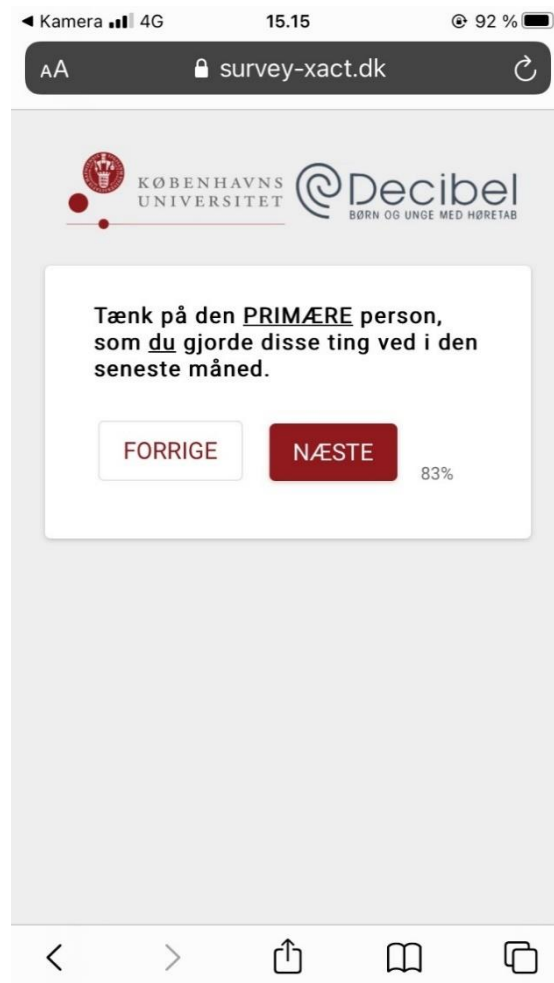 ◀ Kamera 4G 15.15 92 %
AA survey-xact.dk
KØBENHAVNS
UNIVERSITET
Decibel
BØRN OG UNGE MED HØRETAB
Tænk på den PRIMÆRE person,
som du gjorde disse ting ved i den
seneste måned.
FORRIGE NÆSTE 83%